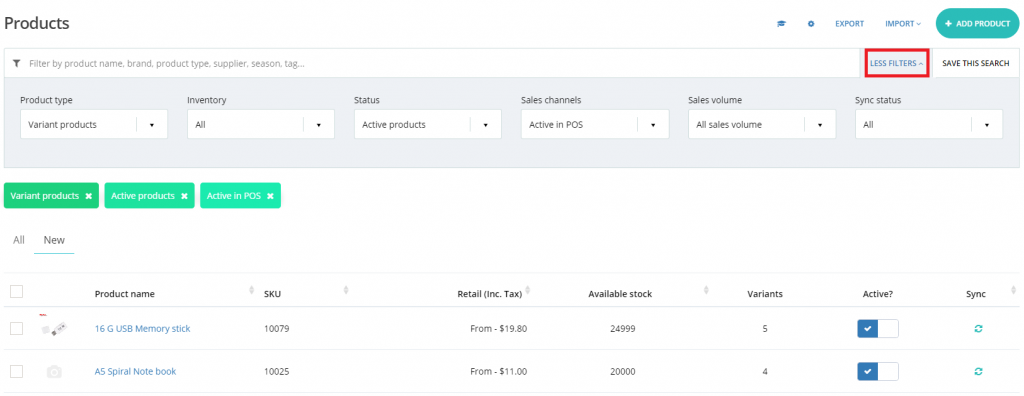 Products
EXPORT IMPORT + ADD PRODUCT
Filter by product name, brand, product type, supplier, season, tag... LESS FILTERS SAVE THIS SEARCH
Product type Inventory Status Sales channels Sales volume Sync status
Variant products All Active products Active in POS All sales volume All
Variant products Active products Active in POS
All New
Product name SKU Retail (Inc. Tax) Available stock Variants Active? Sync
16 G USB Memory stick 10079 From - $19.80 24999 5
A5 Spiral Note book 10025 From - $11.00 20000 4